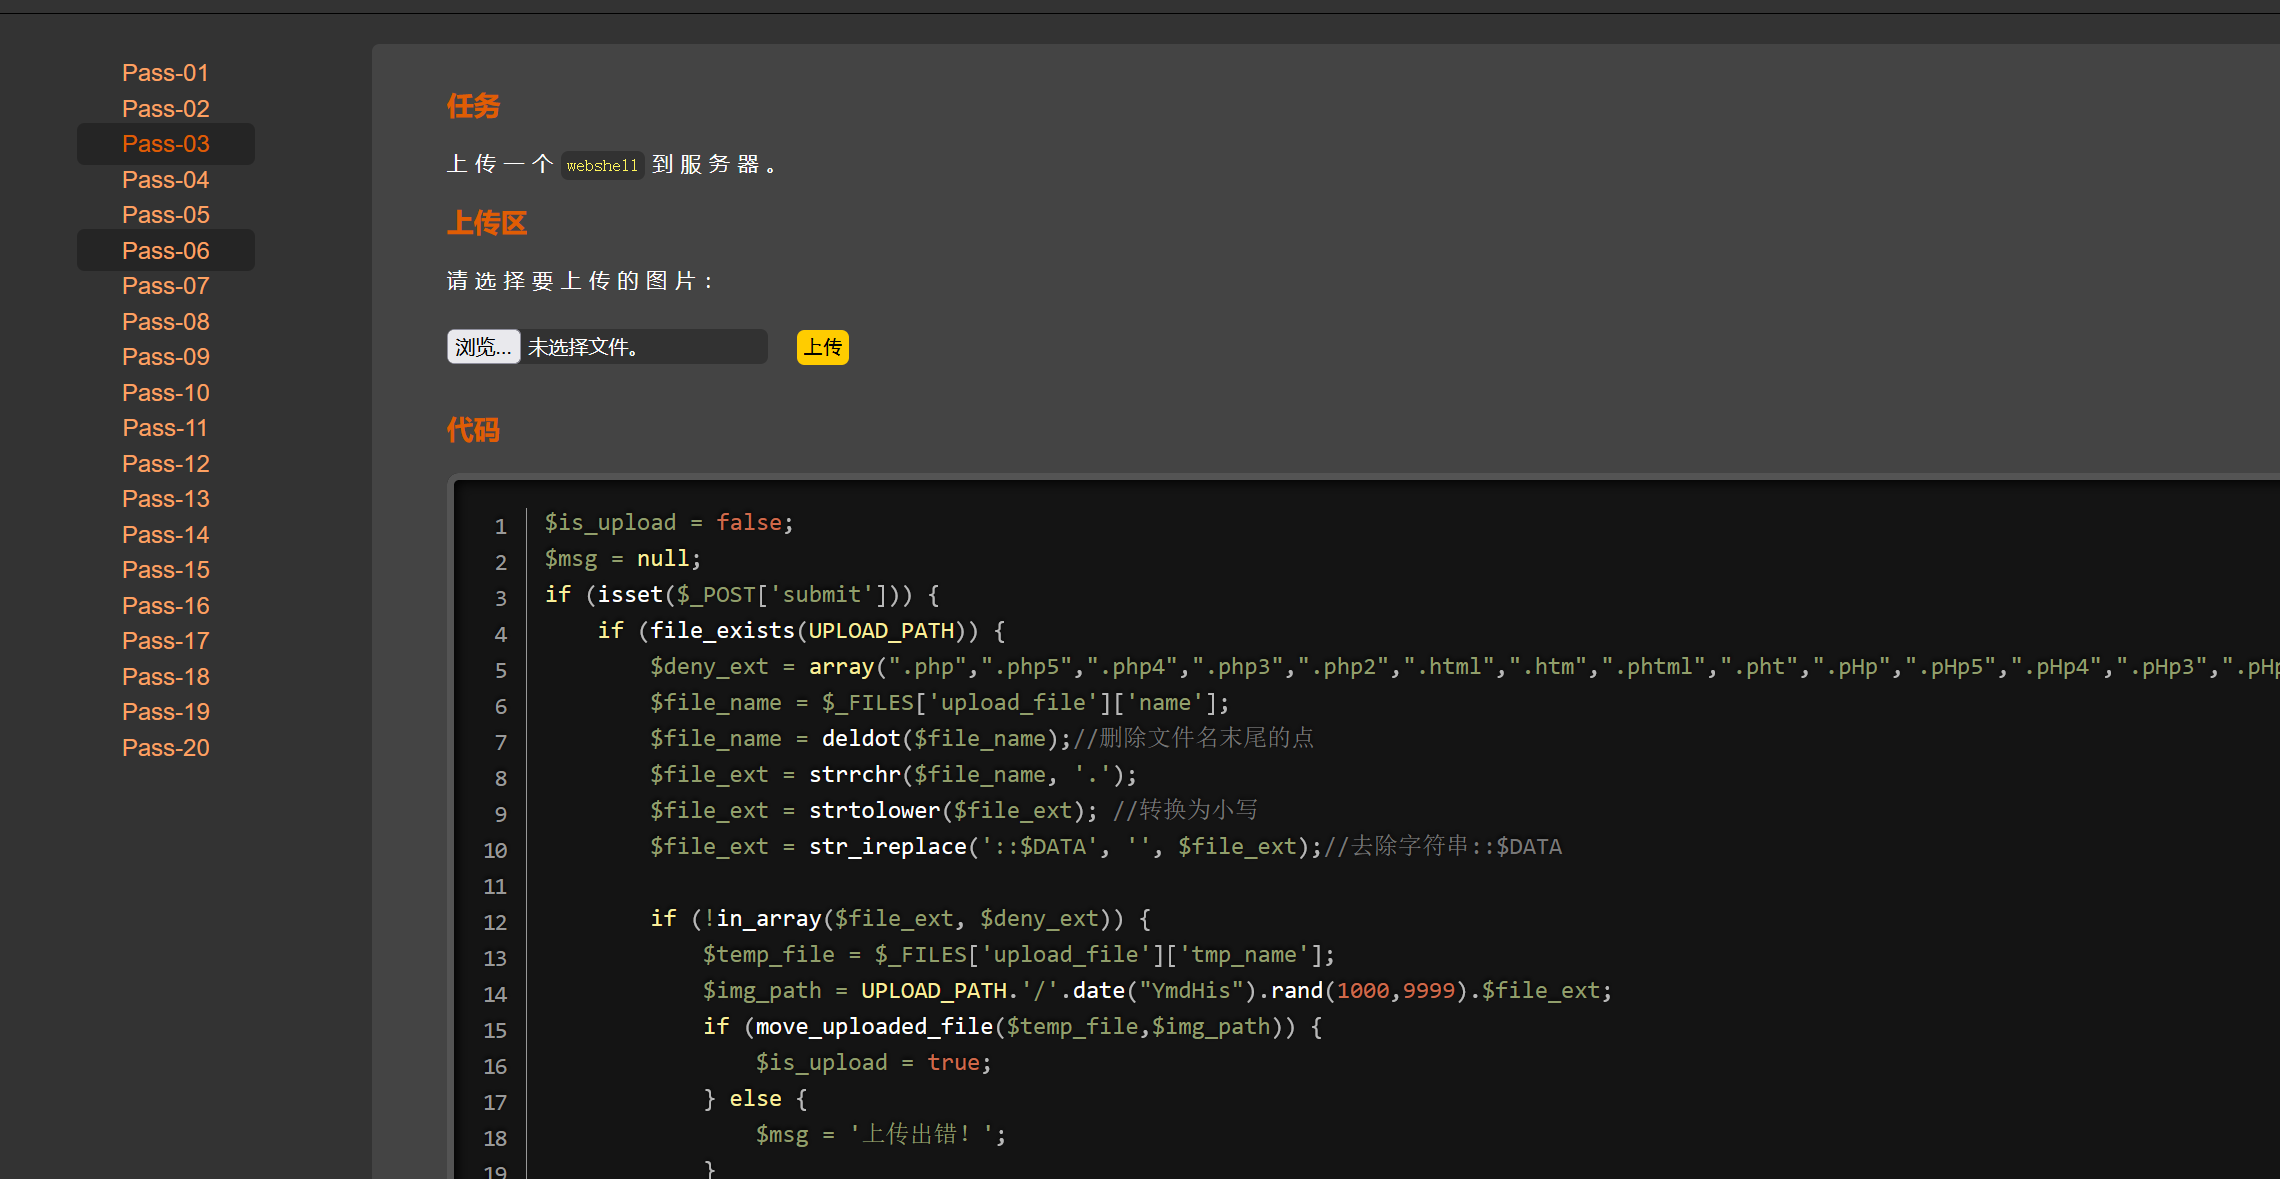 Pass-01
Pass-02
Pass-03
Pass-04
Pass-05
Pass-06
Pass-07
Pass-08
Pass-09
Pass-10
Pass-11
Pass-12
Pass-13
Pass-14
Pass-15
Pass-16
Pass-17
Pass-18
Pass-19
Pass-20
任务
上传一个 webshell 到服务器。
上传区
请选择要上传的图片：
浏览... 未选择文件。 上传
代码
1 $is_upload = false;
2 $msg = null;
3 if (isset($_POST['submit'])) {
4     if (file_exists(UPLOAD_PATH)) {
5         $deny_ext = array(".php",".php5",".php4",".php3",".php2",".html",".htm",".phtml",".pht",".pHp",".pHp5",".pHp4",".pHp3",".pHp
6         $file_name = $_FILES['upload_file']['name'];
7         $file_name = deldot($file_name);//删除文件名末尾的点
8         $file_ext = strrchr($file_name, '.');
9         $file_ext = strtolower($file_ext); //转换为小写
10         $file_ext = str_ireplace('::$DATA', '', $file_ext);//去除字符串::$DATA
11
12         if (!in_array($file_ext, $deny_ext)) {
13             $temp_file = $_FILES['upload_file']['tmp_name'];
14             $img_path = UPLOAD_PATH.'/'.date("YmdHis").rand(1000,9999).$file_ext;
15             if (move_uploaded_file($temp_file,$img_path)) {
16                 $is_upload = true;
17             } else {
18                 $msg = '上传出错！';
19             }